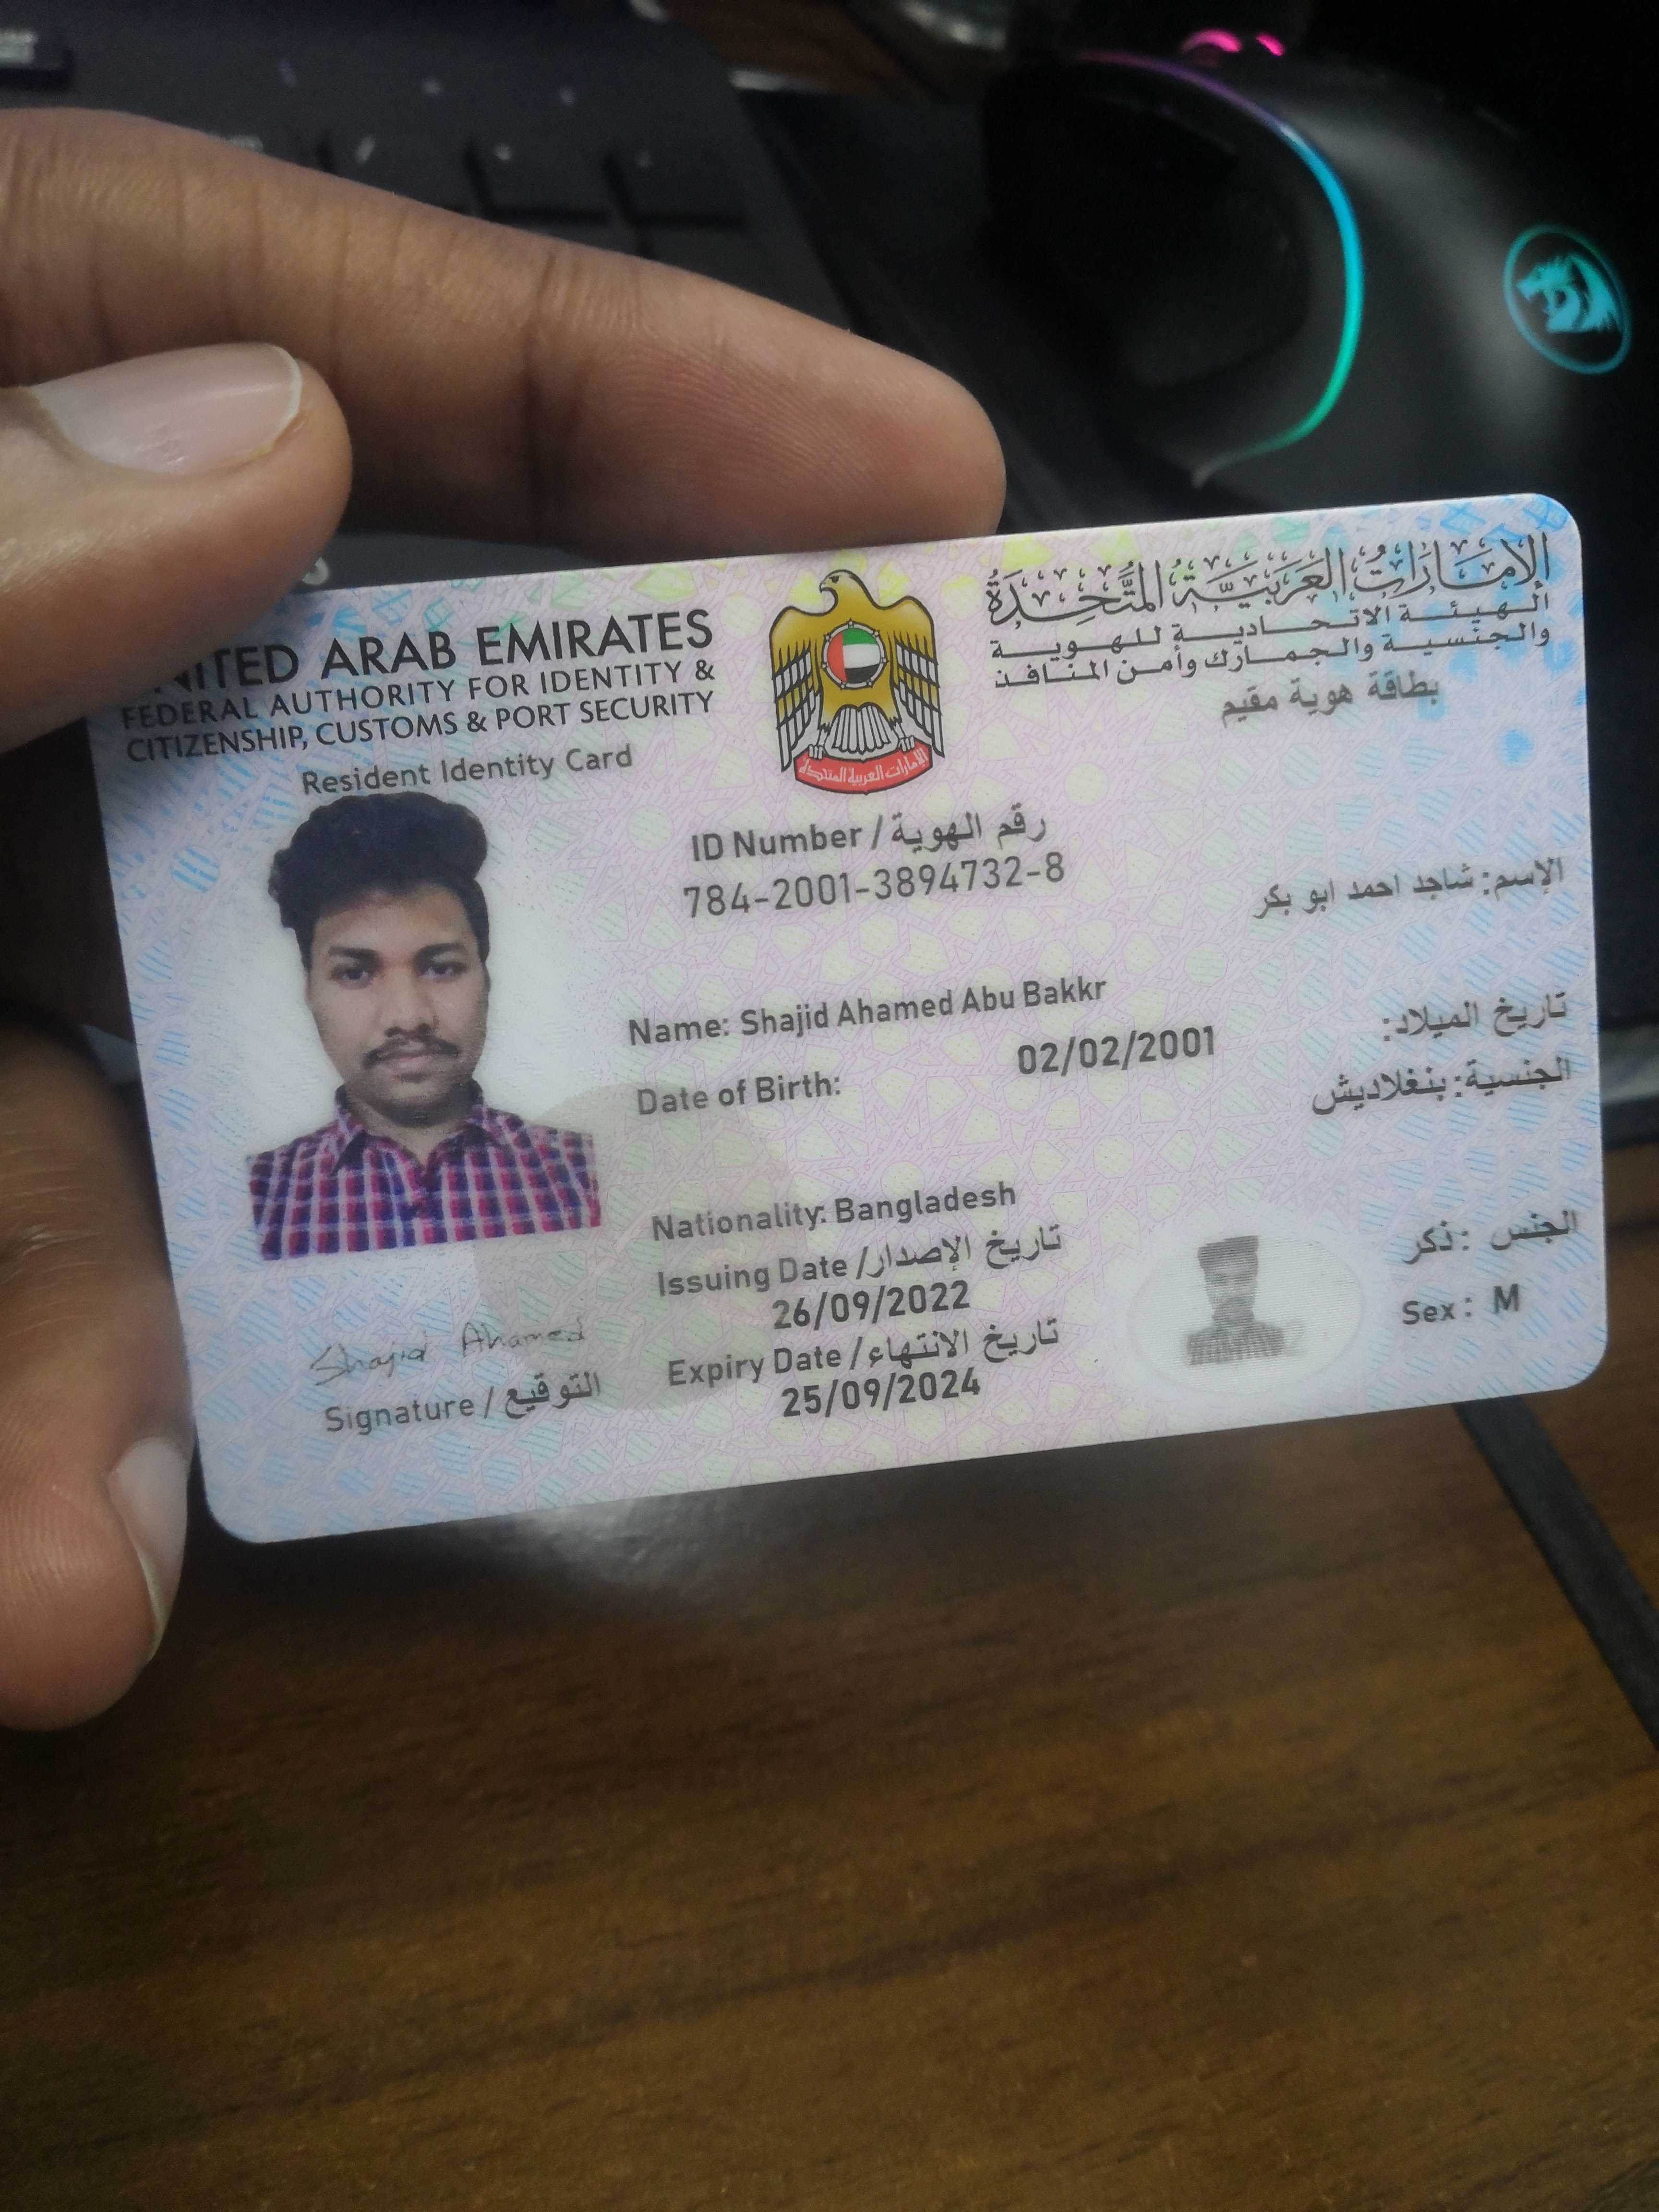 UNITED ARAB EMIRATES
FEDERAL AUTHORITY FOR IDENTITY &
CITIZENSHIP, CUSTOMS & PORT SECURITY
Resident Identity Card
الإمارات العربية المتحدة
الامارات العربية المتحدة
الهيئة الاتحادية للهوية
والجنسية والجمارك وأمن المنافذ
بطاقة هوية مقيم
ID Number / رقم الهوية
784-2001-3894732-8
الإسم: شاجد احمد ابو بكر
Name: Shajid Ahamed Abu Bakkr
Date of Birth: 02/02/2001 تاريخ الميلاد:
الجنسية: بنغلاديش
Nationality: Bangladesh
Issuing Date / تاريخ الإصدار
26/09/2022
Expiry Date / تاريخ الانتهاء
25/09/2024
الجنس: ذكر
Sex: M
Shajid Ahamed
Signature / التوقيع